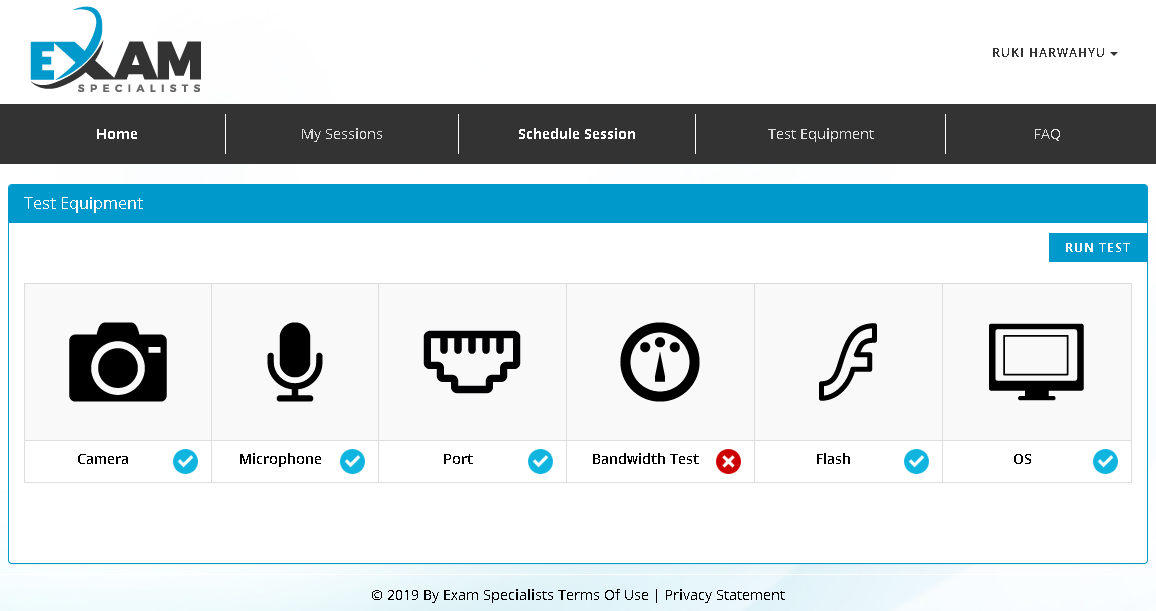 EXAM
SPECIALISTS
RUKI HARWAHYU
Home My Sessions Schedule Session Test Equipment FAQ
Test Equipment
RUN TEST
Camera Microphone Port Bandwidth Test Flash OS
© 2019 By Exam Specialists Terms Of Use | Privacy Statement